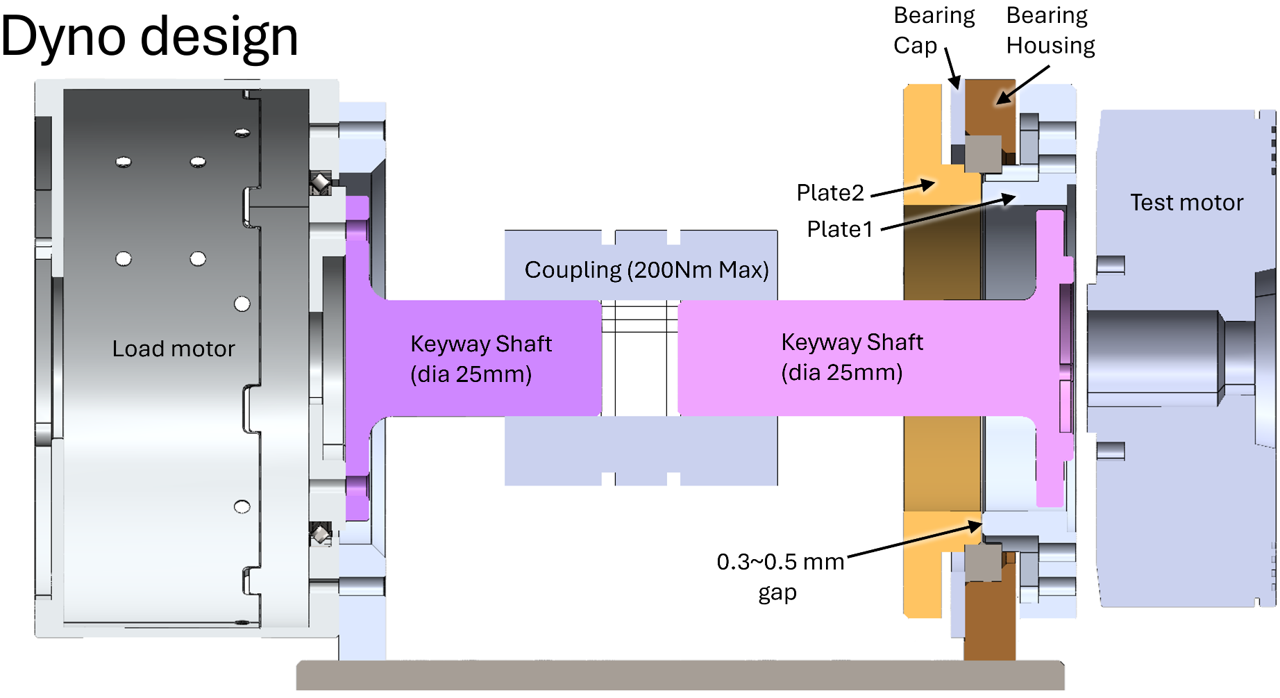 Dyno design
Bearing
Cap
Bearing
Housing
Plate2
Plate1
Test motor
Coupling (200Nm Max)
Load motor
Keyway Shaft
(dia 25mm)
Keyway Shaft
(dia 25mm)
0.3~0.5 mm
gap